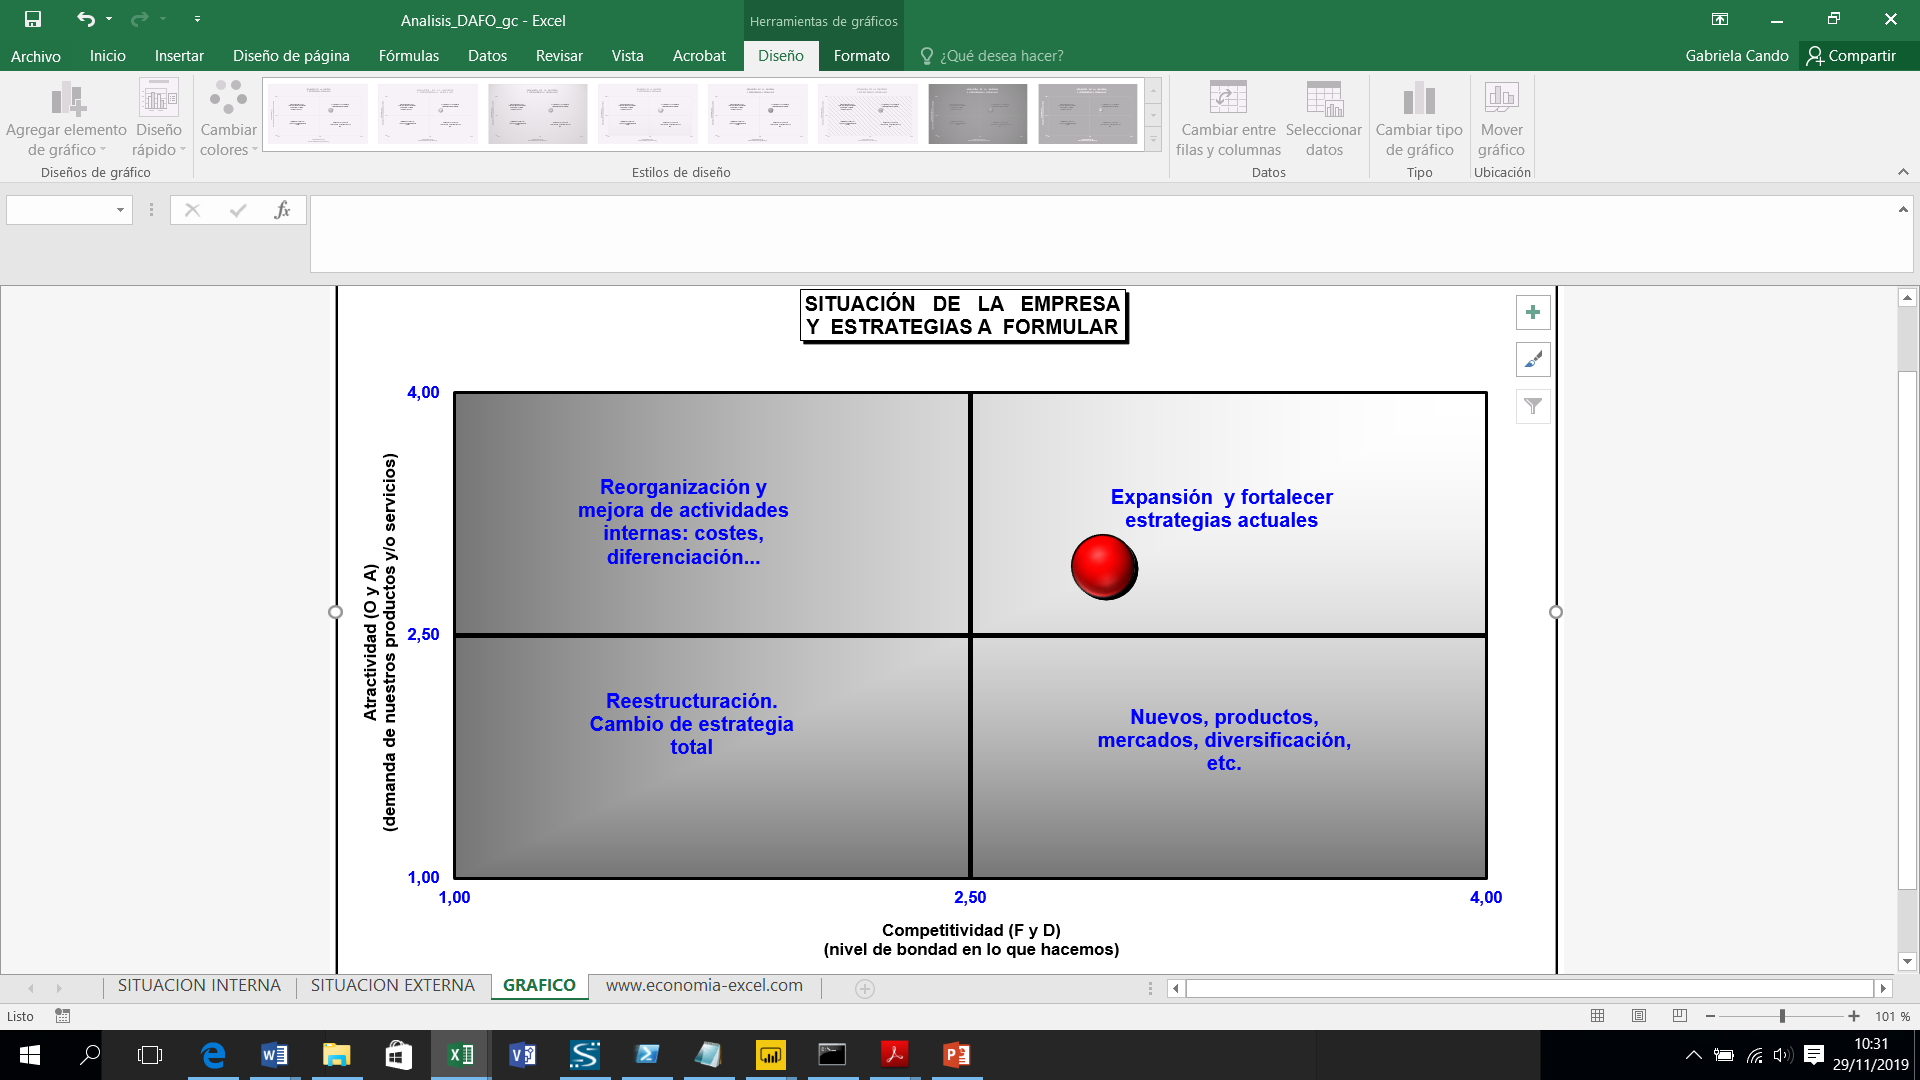 Analisis_DAFO_gc - Excel
Herramientas de gráficos
Archivo
Inicio
Insertar
Diseño de página
Fórmulas
Datos
Revisar
Vista
Acrobat
Diseño
Formato
¿Qué desea hacer?
Gabriela Cando
Compartir
Agregar elemento
de gráfico
Diseño
rápido
Cambiar
colores
Cambiar entre
filas y columnas
Seleccionar
datos
Cambiar tipo
de gráfico
Mover
gráfico
Diseños de gráfico
Estilos de diseño
Datos
Tipo
Ubicación
fx
SITUACIÓN DE LA EMPRESA
Y ESTRATEGIAS A FORMULAR
4,00
2,50
1,00
Atractividad (O y A)
(demanda de nuestros productos y/o servicios)
Reorganización y
mejora de actividades
internas: costes,
diferenciación...
Expansión y fortalecer
estrategias actuales
Reestructuración.
Cambio de estrategia
total
Nuevos, productos,
mercados, diversificación,
etc.
1,00
2,50
4,00
Competitividad (F y D)
(nivel de bondad en lo que hacemos)
SITUACION INTERNA
SITUACION EXTERNA
GRAFICO
www.economia-excel.com
Listo
101 %
10:31
29/11/2019